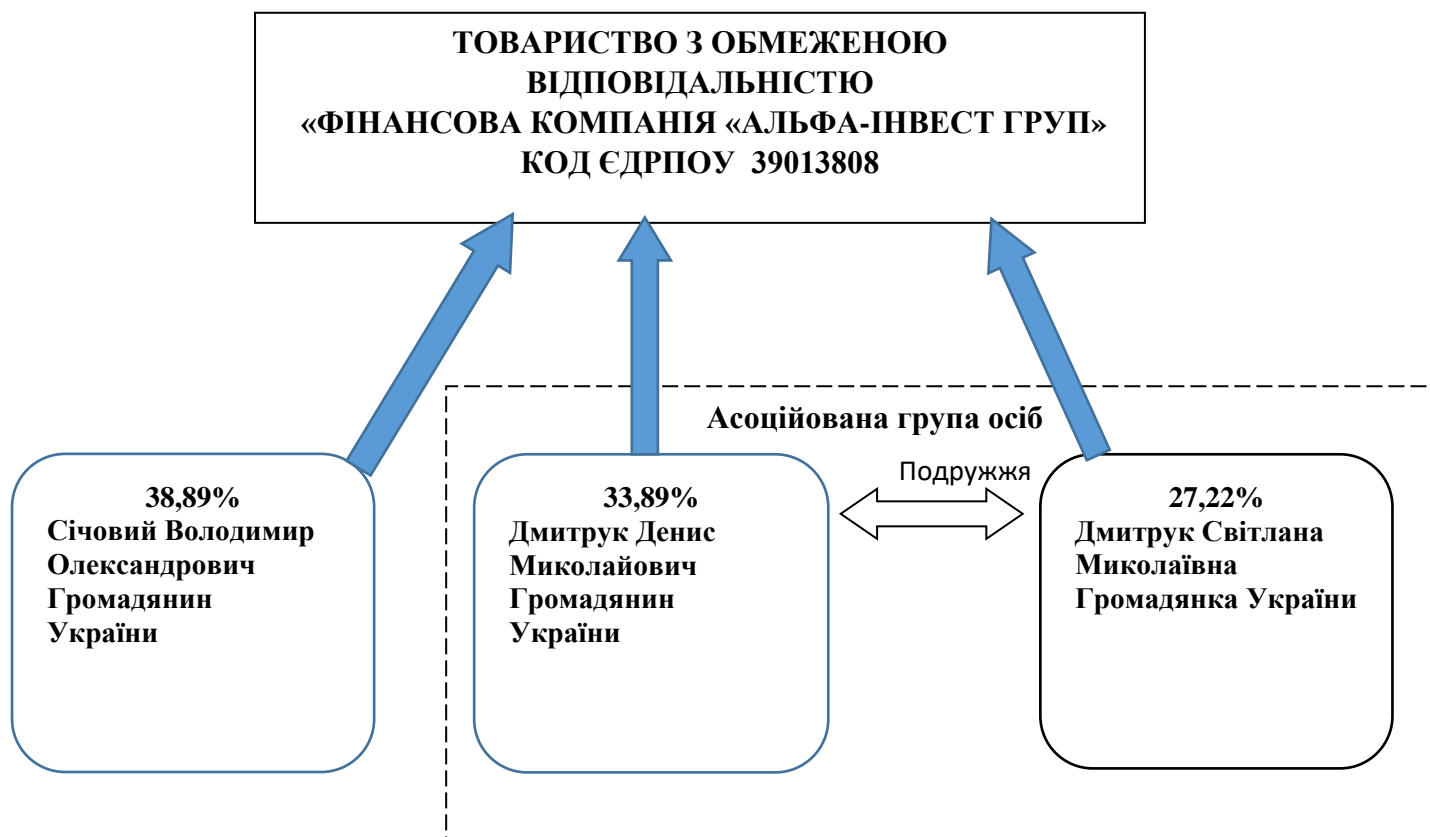 ТОВАРИСТВО З ОБМЕЖЕНОЮ
ВІДПОВІДАЛЬНІСТЮ
«ФІНАНСОВА КОМПАНІЯ «АЛЬФА-ІНВЕСТ ГРУП»
КОД ЄДРПОУ 39013808
Асоційована група осіб
38,89%
Січовий Володимир
Олександрович
Громадянин
України
33,89%
Дмитрук Денис
Миколайович
Громадянин
України
Подружжя
27,22%
Дмитрук Світлана
Миколаївна
Громадянка України